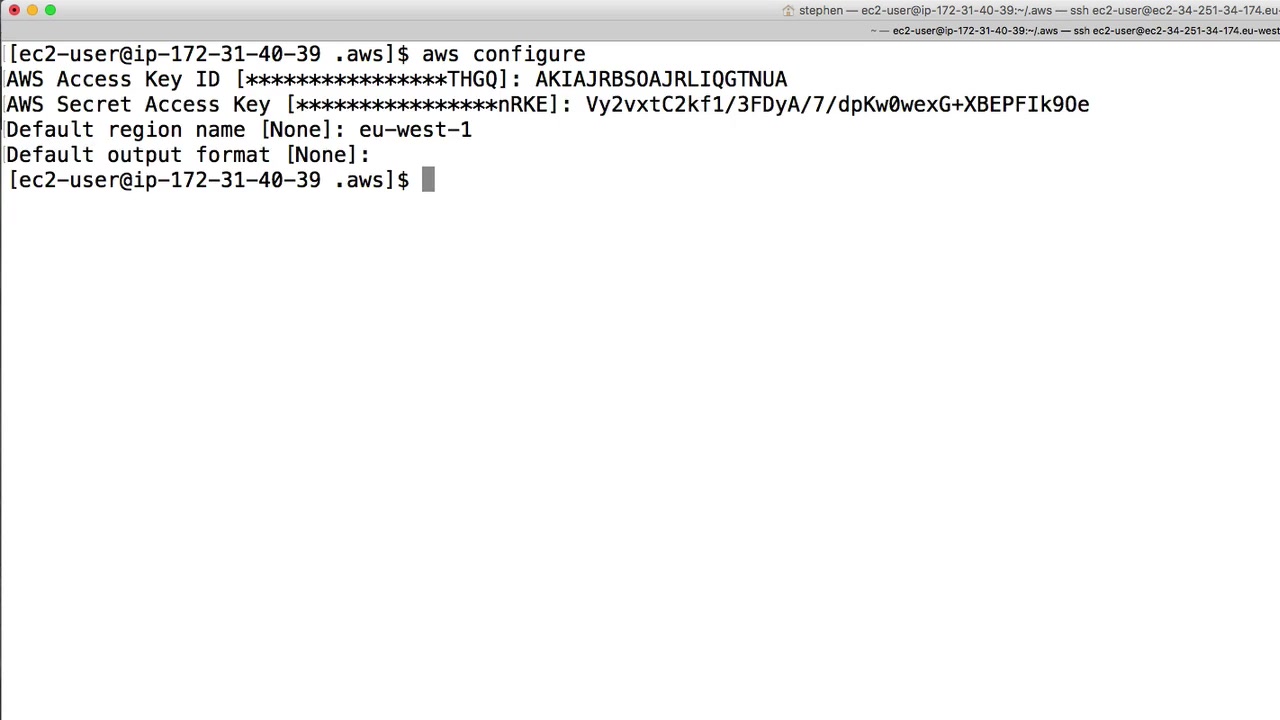 stephen — ec2-user@ip-172-31-40-39:~/.aws — ssh ec2-user@ec2-34-251-34-174.eu-
~ — ec2-user@ip-172-31-40-39:~/.aws — ssh ec2-user@ec2-34-251-34-174.eu-west
[ec2-user@ip-172-31-40-39 .aws]$ aws configure
AWS Access Key ID [****************THGQ]: AKIAJRBSOAJRLIQGTNUA
AWS Secret Access Key [****************nRKE]: 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
Default region name [None]: eu-west-1
Default output format [None]:
[ec2-user@ip-172-31-40-39 .aws]$